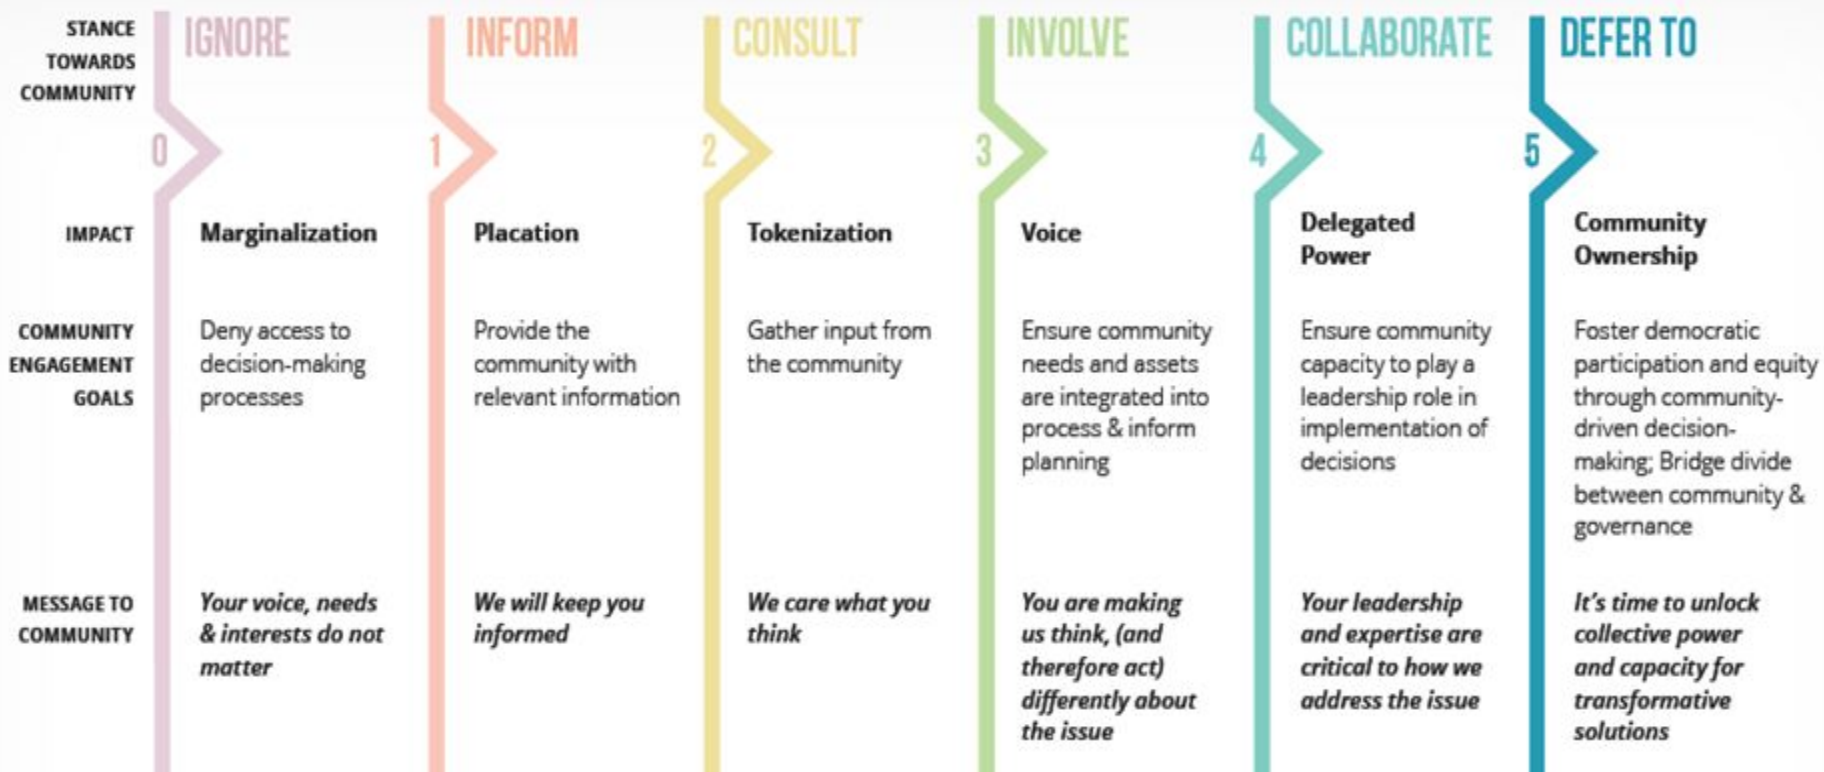 STANCE
TOWARDS
COMMUNITY
IGNORE
INFORM
CONSULT
INVOLVE
COLLABORATE
DEFER TO
0
1
2
3
4
5
IMPACT
Marginalization
Placation
Tokenization
Voice
Delegated
Power
Community
Ownership
COMMUNITY
ENGAGEMENT
GOALS
Deny access to
decision-making
processes
Provide the
community with
relevant information
Gather input from
the community
Ensure community
needs and assets
are integrated into
process & inform
planning
Ensure community
capacity to play a
leadership role in
implementation of
decisions
Foster democratic
participation and equity
through community-
driven decision-
making; Bridge divide
between community &
governance
MESSAGE TO
COMMUNITY
Your voice, needs
& interests do not
matter
We will keep you
informed
We care what you
think
You are making
us think, (and
therefore act)
differently about
the issue
Your leadership
and expertise are
critical to how we
address the issue
It's time to unlock
collective power
and capacity for
transformative
solutions